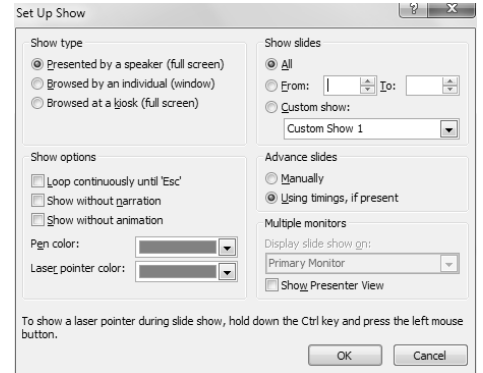 Set Up Show
Show type
Presented by a speaker (full screen)
Browsed by an individual (window)
Browsed at a kiosk (full screen)
Show slides
All
From: To:
Custom show:
Custom Show 1
Show options
Loop continuously until 'Esc'
Show without narration
Show without animation
Pen color:
Laser pointer color:
Advance slides
Manually
Using timings, if present
Multiple monitors
Display slide show on:
Primary Monitor
Show Presenter View
To show a laser pointer during slide show, hold down the Ctrl key and press the left mouse
button.
OK Cancel